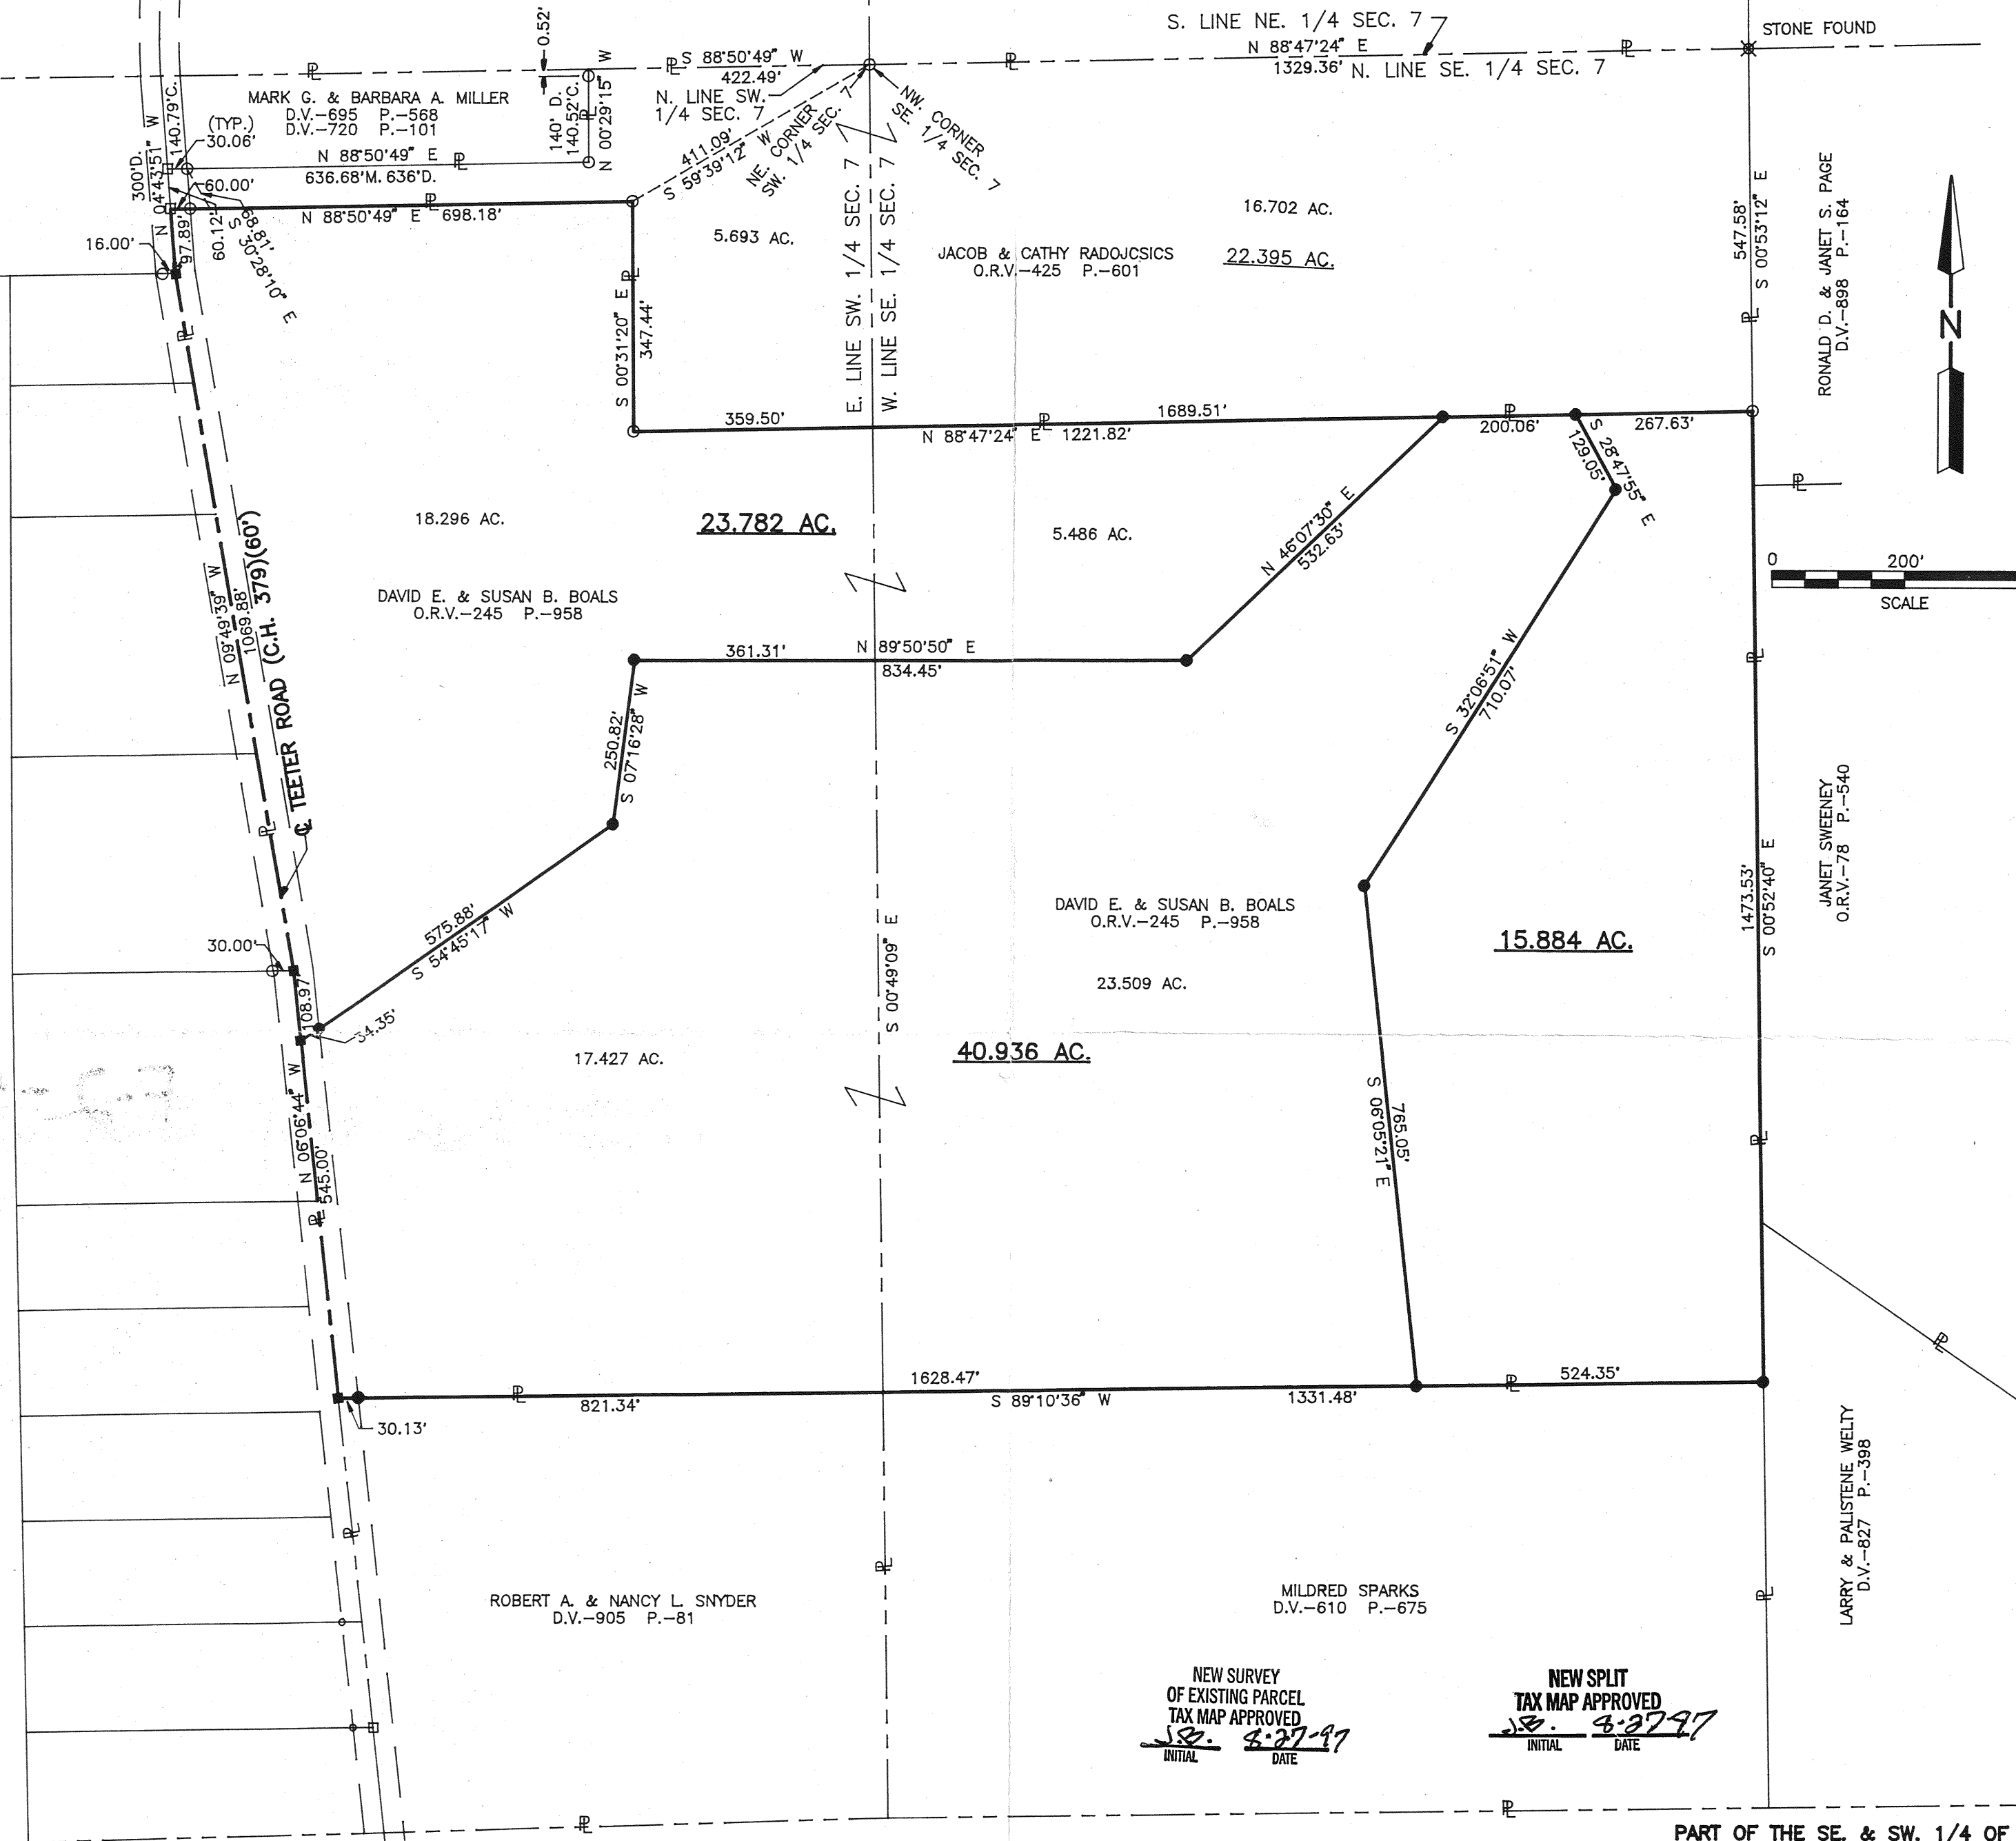 S. LINE NE. 1/4 SEC. 7
STONE FOUND
N 88°47'24" E
1329.36'
N. LINE SE. 1/4 SEC. 7
0.52'
S 88°50'49" W
422.49'
N. LINE SW.
1/4 SEC. 7
MARK G. & BARBARA A. MILLER
D.V.-695 P.-568
D.V.-720 P.-101
(TYP.)
30.06'
140.79'C.
300'D.
N 04°43'51" W
140' D.
140.52'C.
N 00°29'15" W
N 88°50'49" E
636.68'M. 636'D.
411.09'
S 59°39'12" W
NE. CORNER
SW. 1/4 SEC. 7
NW. CORNER
SE. 1/4 SEC. 7
60.00'
68.81'
S 30°28'10" E
60.12'
97.89'
16.00'
N 88°50'49" E 698.18'
5.693 AC.
16.702 AC.
JACOB & CATHY RADOJCSICS
O.R.V.-425 P.-601
22.395 AC.
547.58'
S 00°53'12" E
RONALD D. & JANET S. PAGE
D.V.-898 P.-164
N
S 00°31'20" E
347.44'
E. LINE SW. 1/4 SEC. 7
W. LINE SE. 1/4 SEC. 7
359.50'
1689.51'
N 88°47'24" E 1221.82'
200.06'
267.63'
S 28°47'55" E
129.05'
18.296 AC.
23.782 AC.
5.486 AC.
N 46°07'30" E
532.63'
0 200'
SCALE
DAVID E. & SUSAN B. BOALS
O.R.V.-245 P.-958
N 09°49'39" W
1069.88'
℄ TEETER ROAD (C.H. 379)(60')
361.31'
N 89°50'50" E
834.45'
250.82'
S 07°16'28" W
S 32°06'51" W
710.07'
JANET SWEENEY
O.R.V.-78 P.-540
1473.53'
S 00°52'40" E
575.88'
S 54°45'17" W
30.00'
108.97'
34.35'
S 00°49'09" E
DAVID E. & SUSAN B. BOALS
O.R.V.-245 P.-958
15.884 AC.
23.509 AC.
17.427 AC.
40.936 AC.
N 06°06'44" W
545.00'
765.05'
S 06°05'21" E
1628.47'
821.34'
S 89°10'36" W
1331.48'
524.35'
30.13'
LARRY & PALISTENE WELTY
D.V.-827 P.-398
ROBERT A. & NANCY L. SNYDER
D.V.-905 P.-81
MILDRED SPARKS
D.V.-610 P.-675
NEW SURVEY
OF EXISTING PARCEL
TAX MAP APPROVED
J.B. 8-27-97
INITIAL DATE
NEW SPLIT
TAX MAP APPROVED
J.B. 8-27-97
INITIAL DATE
PART OF THE SE. & SW. 1/4 OF